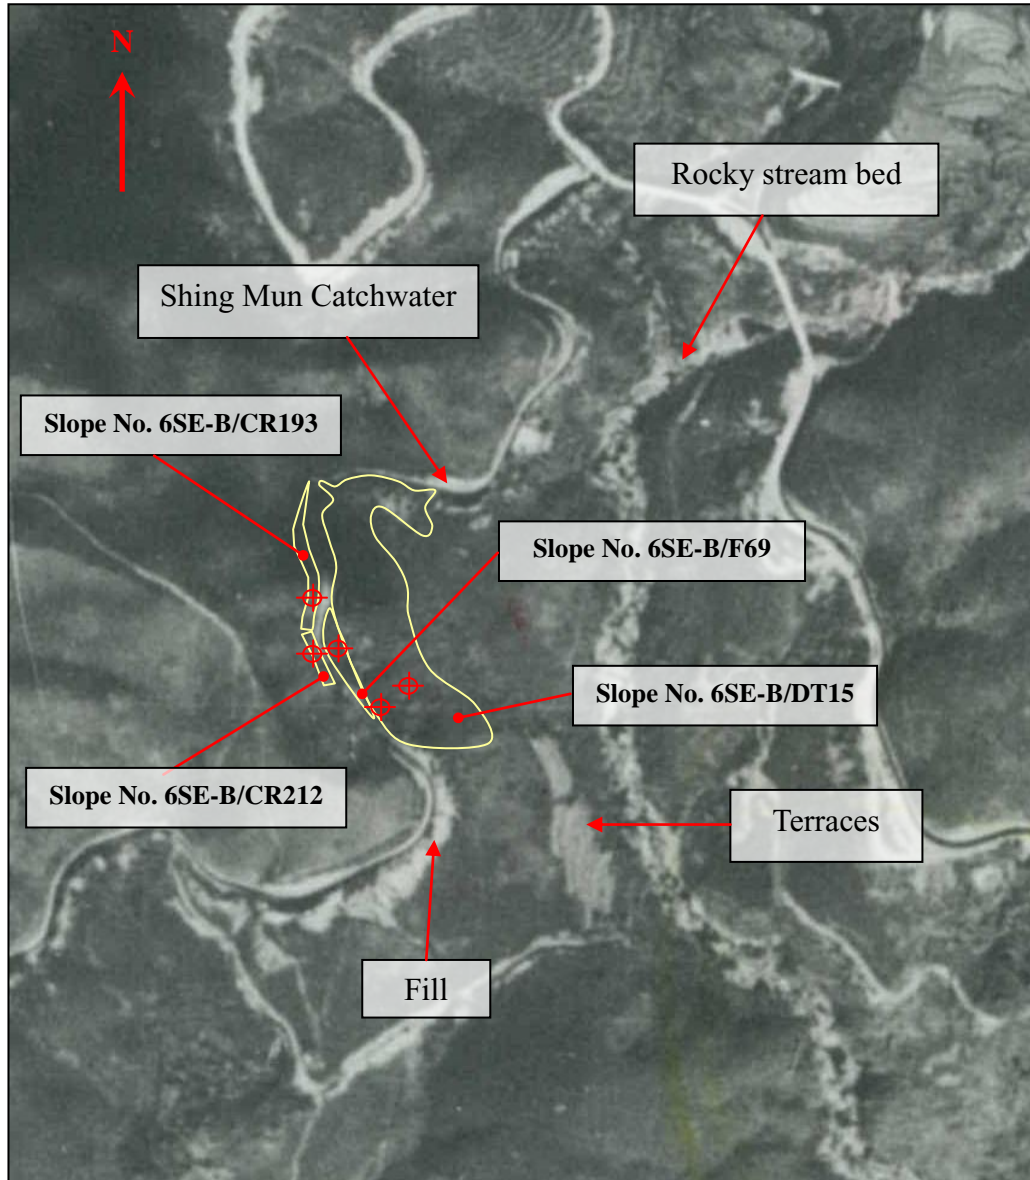 N
Rocky stream bed
Shing Mun Catchwater
Slope No. 6SE-B/CR193
Slope No. 6SE-B/F69
Slope No. 6SE-B/DT15
Slope No. 6SE-B/CR212
Terraces
Fill